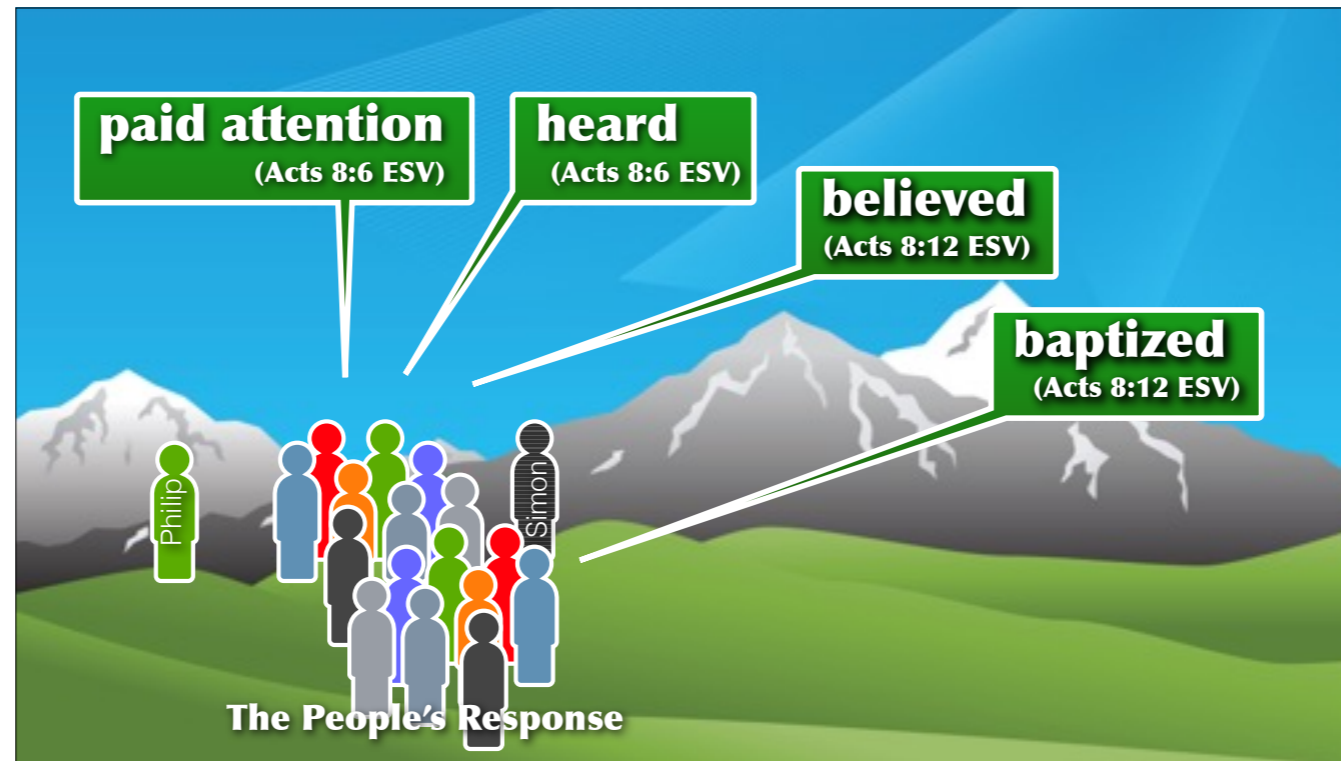 paid attention
(Acts 8:6 ESV)
heard
(Acts 8:6 ESV)
believed
(Acts 8:12 ESV)
baptized
(Acts 8:12 ESV)
Philip
Simon
The People's Response